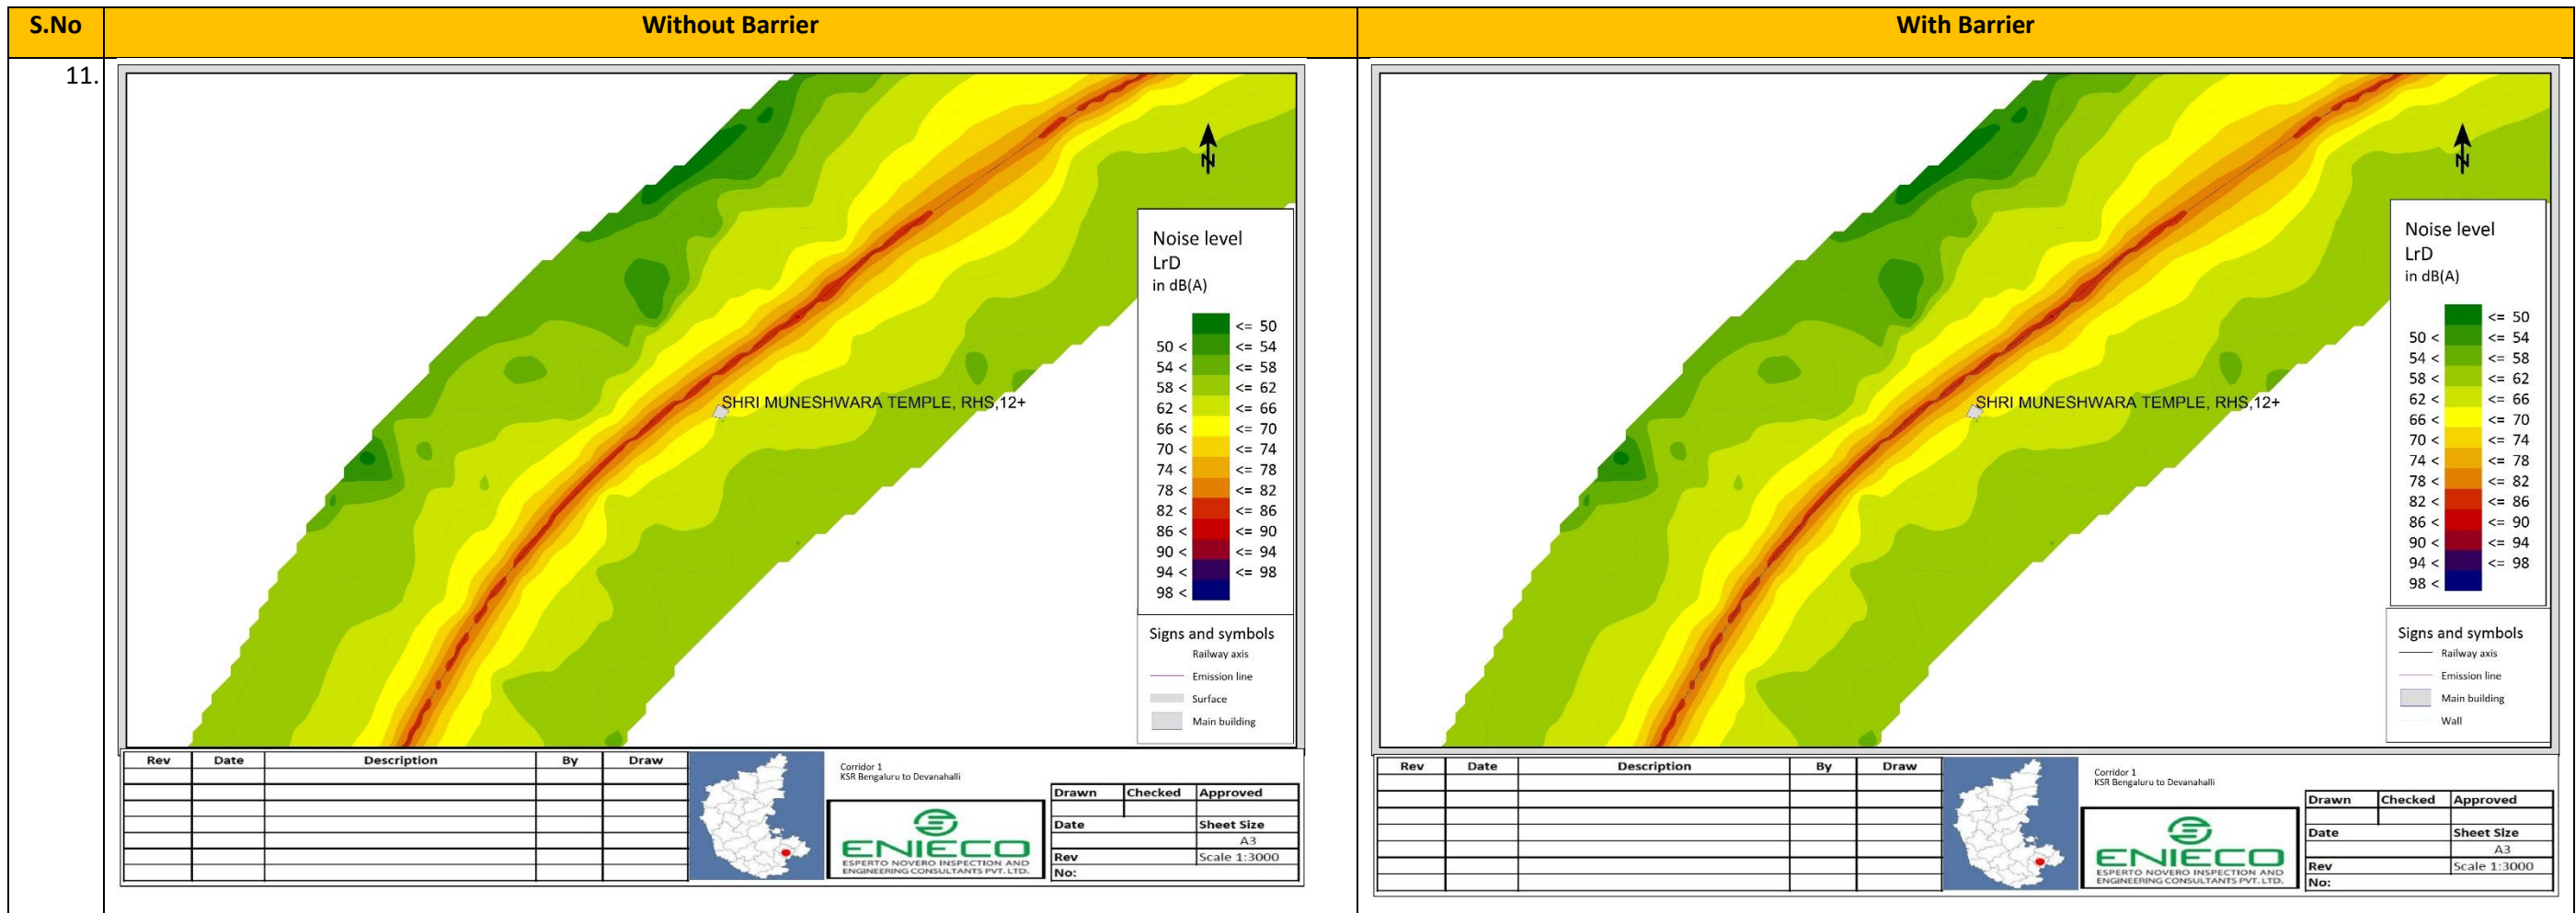 S.No Without Barrier With Barrier
11.
N
Noise level
LrD
in dB(A)
<= 50
50 < <= 54
54 < <= 58
58 < <= 62
62 < <= 66
66 < <= 70
70 < <= 74
74 < <= 78
78 < <= 82
82 < <= 86
86 < <= 90
90 < <= 94
94 < <= 98
98 <
SHRI MUNESHWARA TEMPLE, RHS,12+
Signs and symbols
Railway axis
Emission line
Surface
Main building
Rev Date Description By Draw
Corridor 1
KSR Bengaluru to Devanahalli
ENIECO
ESPERTO NOVERO INSPECTION AND
ENGINEERING CONSULTANTS PVT. LTD.
Drawn Checked Approved
Date Sheet Size
A3
Rev Scale 1:3000
No:
N
Noise level
LrD
in dB(A)
<= 50
50 < <= 54
54 < <= 58
58 < <= 62
62 < <= 66
66 < <= 70
70 < <= 74
74 < <= 78
78 < <= 82
82 < <= 86
86 < <= 90
90 < <= 94
94 < <= 98
98 <
SHRI MUNESHWARA TEMPLE, RHS,12+
Signs and symbols
Railway axis
Emission line
Main building
Wall
Rev Date Description By Draw
Corridor 1
KSR Bengaluru to Devanahalli
ENIECO
ESPERTO NOVERO INSPECTION AND
ENGINEERING CONSULTANTS PVT. LTD.
Drawn Checked Approved
Date Sheet Size
A3
Rev Scale 1:3000
No: